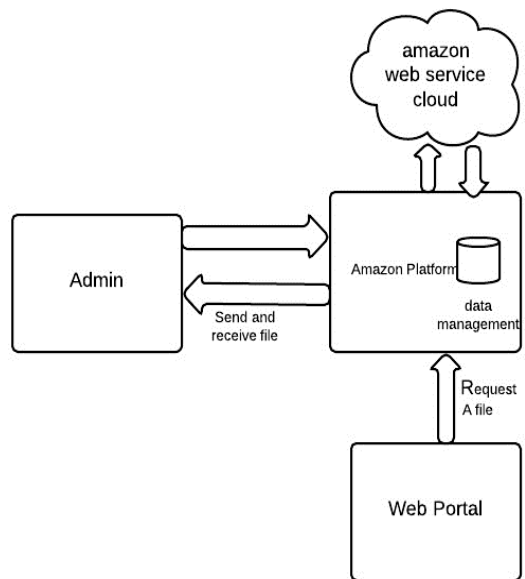 amazon
web service
cloud
Admin
Amazon Platform
data
management
Send and
receive file
Request
A file
Web Portal